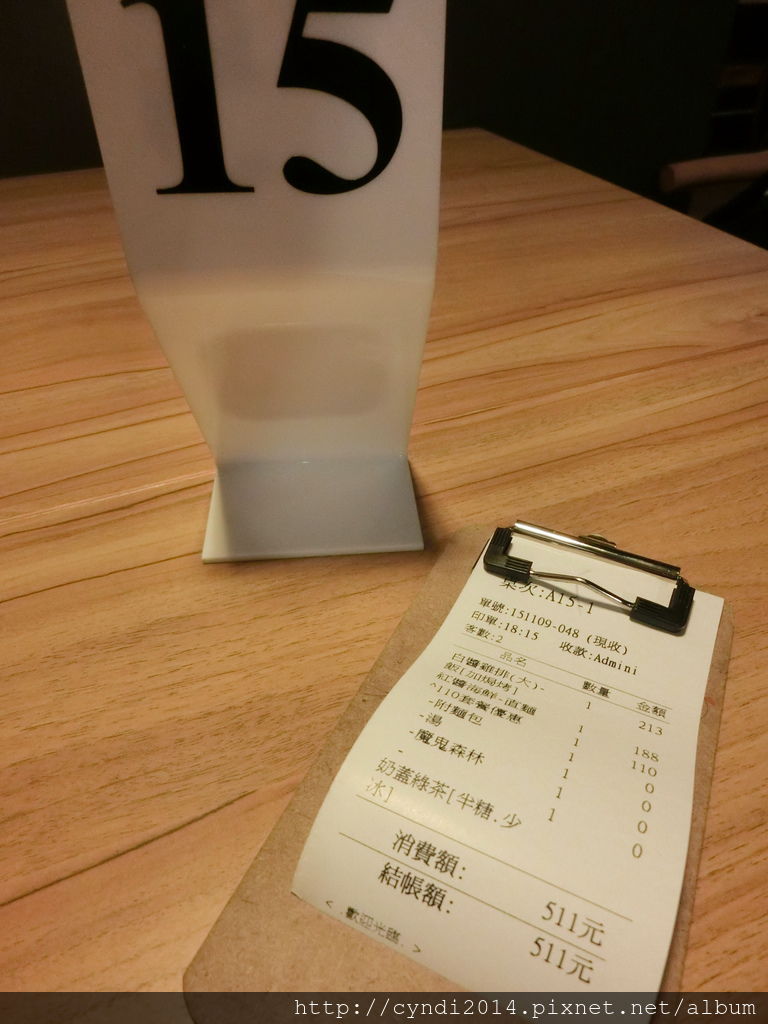 15
桌次:A15-1
單號:151109-048 (現收)
印單:18:15 收款:Admini
客數:2
品名 數量 金額
白醬雞排(大)- 1 213
飯[加焗烤]
紅醬海鮮-直麵 1 188
^110套餐優惠 1 110
-附麵包 1 0
-湯 1 0
-魔鬼森林 1 0
-
奶蓋綠茶[半糖.少 1 0
冰]
消費額: 511元
結帳額: 511元
< .歡迎光臨. >
http://cyndi2014.pixnet.net/album